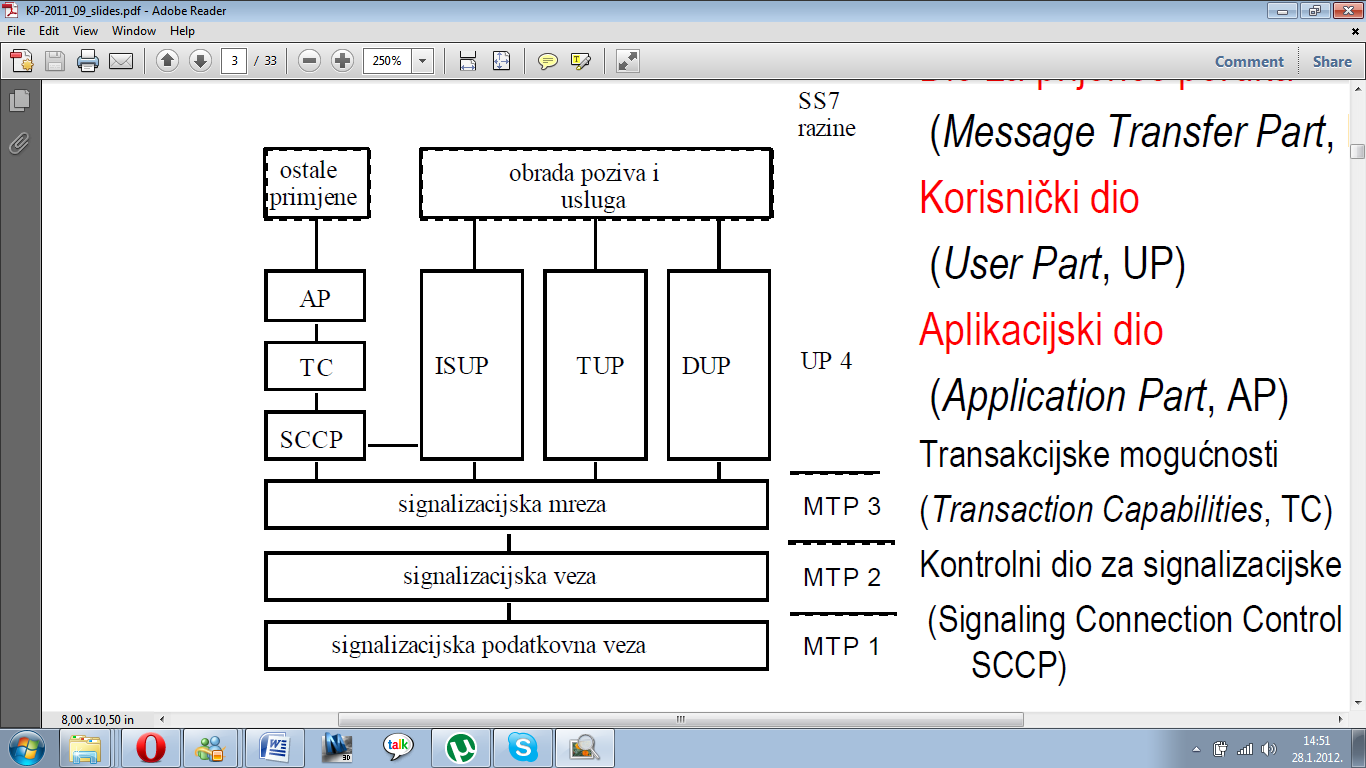 KP-2011_09_slides.pdf - Adobe Reader
File Edit View Window Help
3 / 33 250% Comment Share
SS7
razine
ostale
primjene
obrada poziva i
usluga
AP
TC
SCCP
ISUP
TUP
DUP
UP 4
signalizacijska mreza
MTP 3
signalizacijska veza
MTP 2
signalizacijska podatkovna veza
MTP 1
(Message Transfer Part,
Korisnički dio
(User Part, UP)
Aplikacijski dio
(Application Part, AP)
Transakcijske mogućnosti
(Transaction Capabilities, TC)
Kontrolni dio za signalizacijske
(Signaling Connection Control
SCCP)
8,00 x 10,50 in
talk
3D
14:51
28.1.2012.